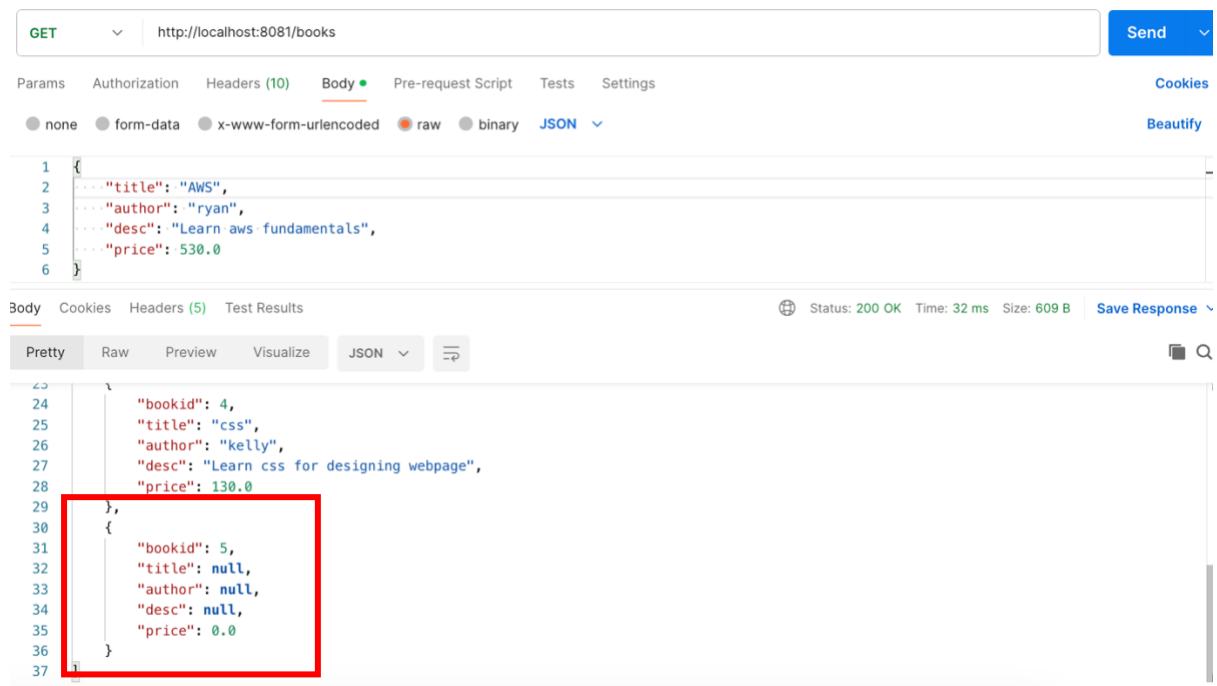 GET http://localhost:8081/books Send
Params Authorization Headers (10) Body Pre-request Script Tests Settings Cookies
none form-data x-www-form-urlencoded raw binary JSON Beautify
1 {
2 "title": "AWS",
3 "author": "ryan",
4 "desc": "Learn aws fundamentals",
5 "price": 530.0
6 }
Body Cookies Headers (5) Test Results Status: 200 OK Time: 32 ms Size: 609 B Save Response
Pretty Raw Preview Visualize JSON
23 {
24 "bookid": 4,
25 "title": "css",
26 "author": "kelly",
27 "desc": "Learn css for designing webpage",
28 "price": 130.0
29 },
30 {
31 "bookid": 5,
32 "title": null,
33 "author": null,
34 "desc": null,
35 "price": 0.0
36 }
37 ]